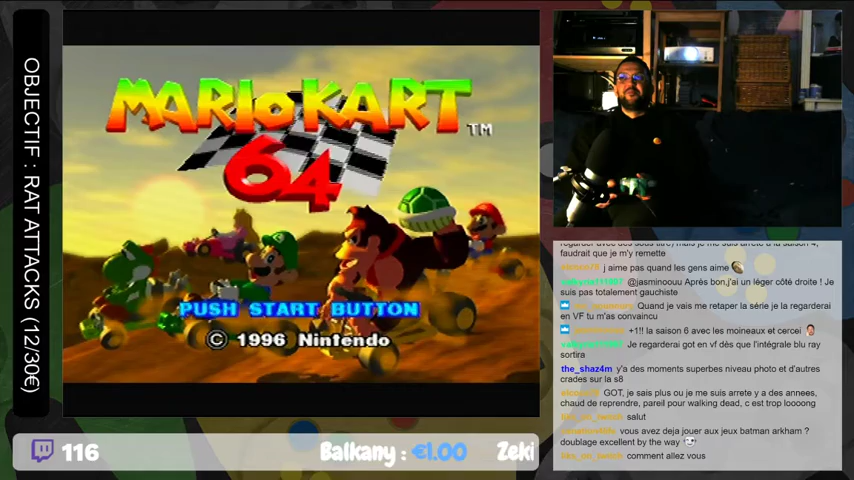 OBJECTIF : RAT ATTACKS (12/30€)
MARIO KART
TM
64
PUSH START BUTTON
© 1996 Nintendo
faudrait que je m'y remette
j aime pas quand les gens aime
@jasminoouu Après bon,j'ai un léger côté droite ! Je
suis pas totalement gauchiste
Quand je vais me retaper la série je la regarderai
en VF tu m'as convaincu
+1!! la saison 6 avec les moineaux et cercei
Je regarderai got en vf dès que l'intégrale blu ray
sortira
the_shaz4m y'a des moments superbes niveau photo et d'autres
crades sur la s8
GOT, je sais plus ou je me suis arrete y a des annees,
chaud de reprendre, pareil pour walking dead, c est trop loooong
salut
vous avez deja jouer aux jeux batman arkham ?
doublage excellent by the way
comment allez vous
116
Balkany : €1.00
Zeki